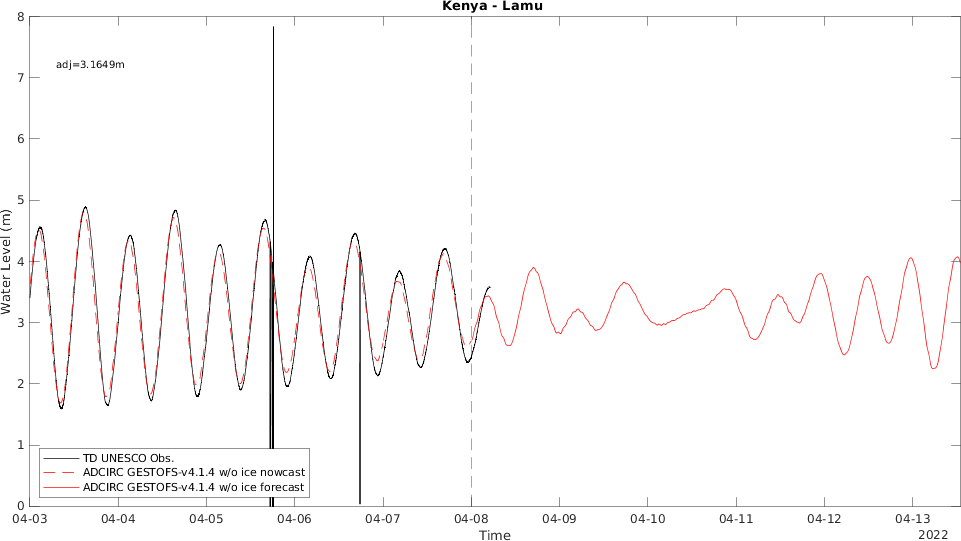 Kenya - Lamu
8
adj=3.1649m
7
6
5
4
3
2
1
0
Water Level (m)
TD UNESCO Obs.
ADCIRC GESTOFS-v4.1.4 w/o ice nowcast
ADCIRC GESTOFS-v4.1.4 w/o ice forecast
04-03 04-04 04-05 04-06 04-07 04-08 04-09 04-10 04-11 04-12 04-13
Time
2022